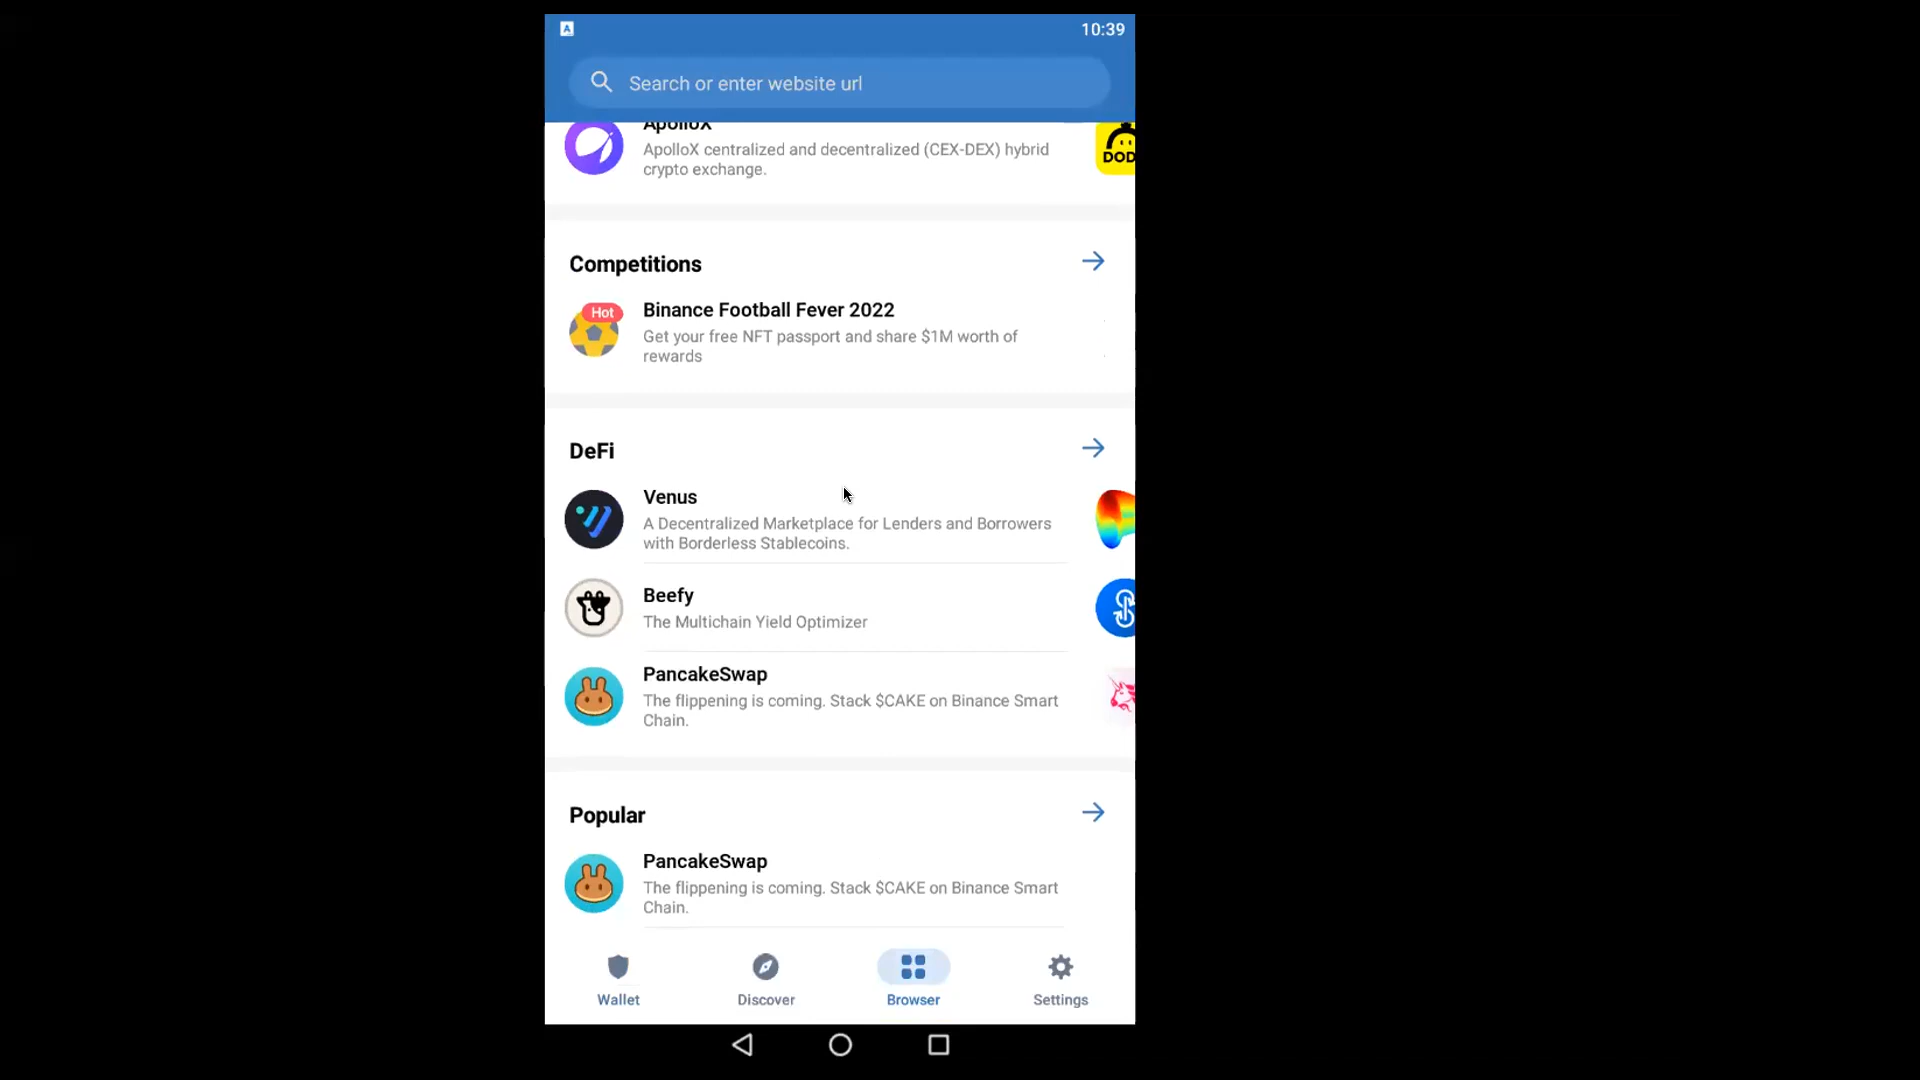 10:39
Search or enter website url
ApolloX
ApolloX centralized and decentralized (CEX-DEX) hybrid
crypto exchange.
DOD
Competitions
Hot
Binance Football Fever 2022
Get your free NFT passport and share $1M worth of
rewards
DeFi
Venus
A Decentralized Marketplace for Lenders and Borrowers
with Borderless Stablecoins.
Beefy
The Multichain Yield Optimizer
PancakeSwap
The flippening is coming. Stack $CAKE on Binance Smart
Chain.
Popular
PancakeSwap
The flippening is coming. Stack $CAKE on Binance Smart
Chain.
Wallet
Discover
Browser
Settings